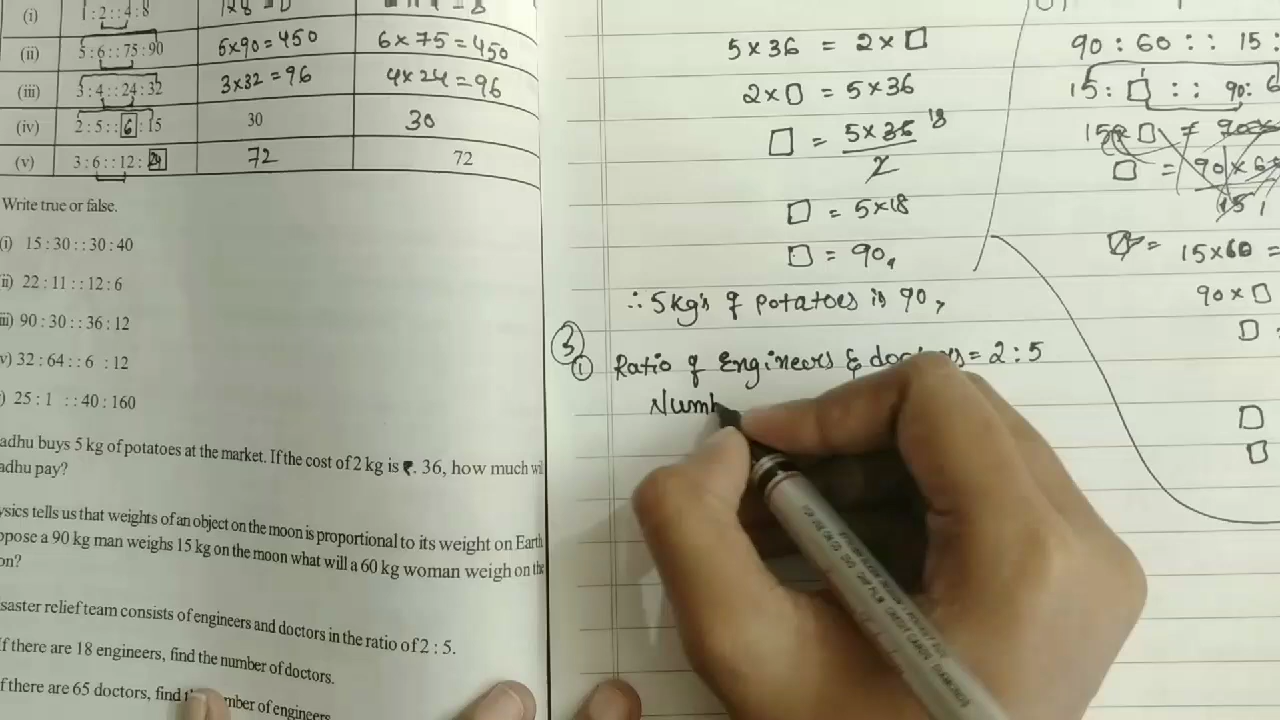 (i) 1 : 2 : : 4 : 8
(ii) 5 : 6 : : 75 : 90 5×90 = 450 6 × 75 = 450
(iii) 3 : 4 : : 24 : 32 3×32 = 96 4×24 = 96
(iv) 2 : 5 : : 6 : 15 30 30
(v) 3 : 6 : : 12 : 24 72 72
Write true or false.
(i) 15 : 30 : : 30 : 40
ii) 22 : 11 : : 12 : 6
iii) 90 : 30 : : 36 : 12
v) 32 : 64 : : 6 : 12
) 25 : 1 : : 40 : 160
adhu buys 5 kg of potatoes at the market. If the cost of 2 kg is ₹. 36, how much wil
adhu pay?
ysics tells us that weights of an object on the moon is proportional to its weight on Earth
ppose a 90 kg man weighs 15 kg on the moon what will a 60 kg woman weigh on the
on?
saster relief team consists of engineers and doctors in the ratio of 2 : 5.
If there are 18 engineers, find the number of doctors.
f there are 65 doctors, find mber of engineers
5 × 36 = 2 × □
2 × □ = 5 × 36
□ = 5 × 36 18
2
□ = 5×18
□ = 90
∴ 5kg's of potatoes is 90,
③
① Ratio of Engineers & doctors = 2 : 5
Numb
90 : 60 : : 15 :
15 : □ : : 90 : 6
□ = 90 × 6
15
= 15×60 =
90 × □
□ =
□
□